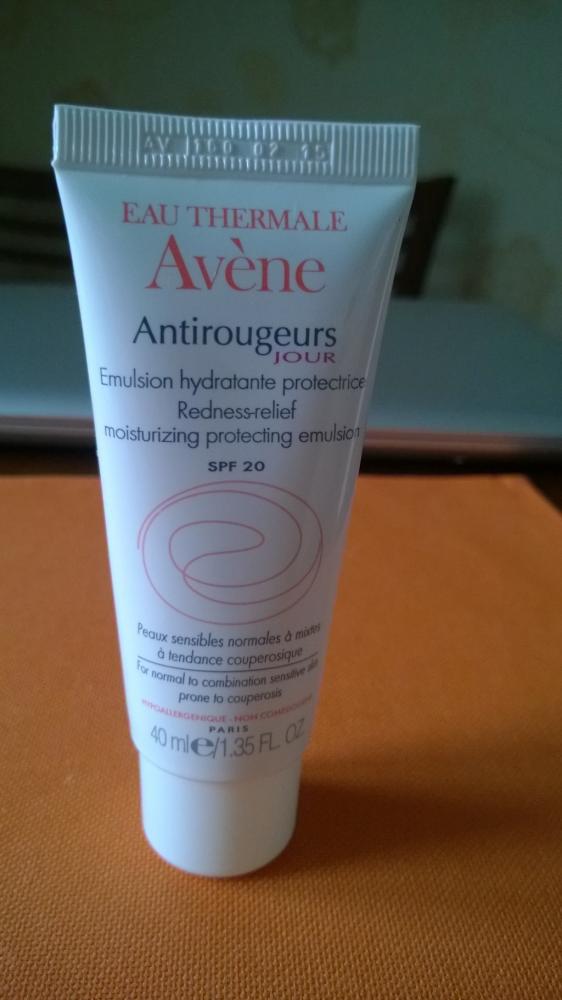 AV 160 02 15
EAU THERMALE
Avène
Antirougeurs
JOUR
Emulsion hydratante protectrice
Redness-relief
moisturizing protecting emulsion
SPF 20
Peaux sensibles normales à mixtes
à tendance couperosique
For normal to combination sensitive skin
prone to couperosis
HYPOALLERGENIQUE - NON
PARIS
40 ml e/1.35 FL. OZ.